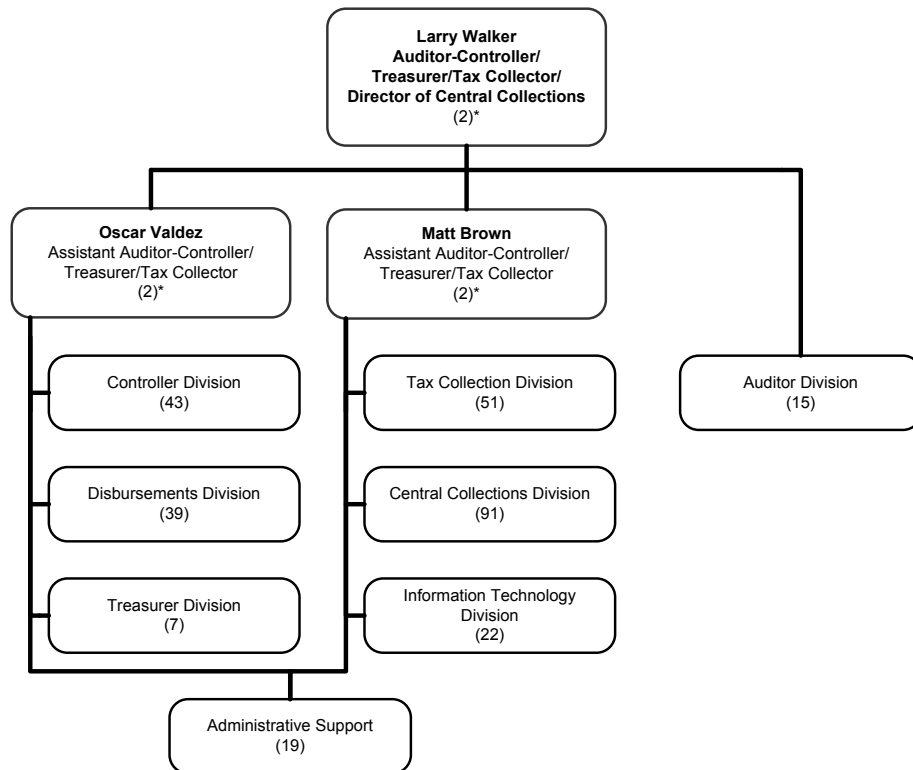 Larry Walker
Auditor-Controller/
Treasurer/Tax Collector/
Director of Central Collections
(2)*
Oscar Valdez
Assistant Auditor-Controller/
Treasurer/Tax Collector
(2)*
Matt Brown
Assistant Auditor-Controller/
Treasurer/Tax Collector
(2)*
Controller Division
(43)
Tax Collection Division
(51)
Auditor Division
(15)
Disbursements Division
(39)
Central Collections Division
(91)
Treasurer Division
(7)
Information Technology
Division
(22)
Administrative Support
(19)